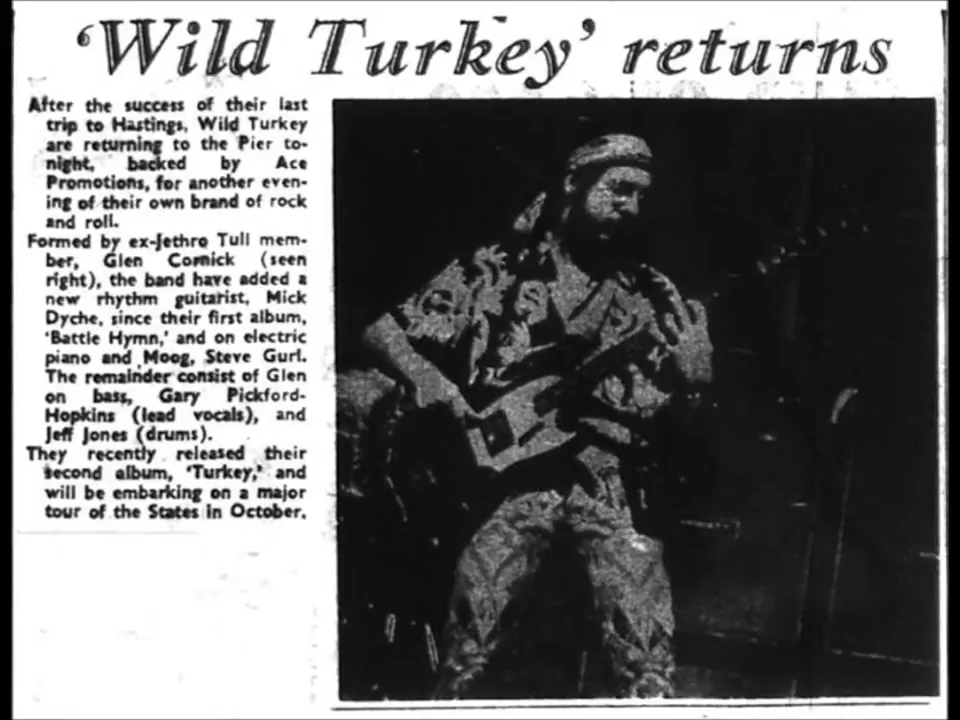 ‘Wild Turkey’ returns
After the success of their last
trip to Hastings, Wild Turkey
are returning to the Pier to-
night, backed by Ace
Promotions, for another even-
ing of their own brand of rock
and roll.
Formed by ex-Jethro Tull mem-
ber, Glen Cornick (seen
right), the band have added a
new rhythm guitarist, Mick
Dyche, since their first album,
‘Battle Hymn,’ and on electric
piano and Moog, Steve Gurl.
The remainder consist of Glen
on bass, Gary Pickford-
Hopkins (lead vocals), and
Jeff Jones (drums).
They recently released their
second album, ‘Turkey,’ and
will be embarking on a major
tour of the States in October.